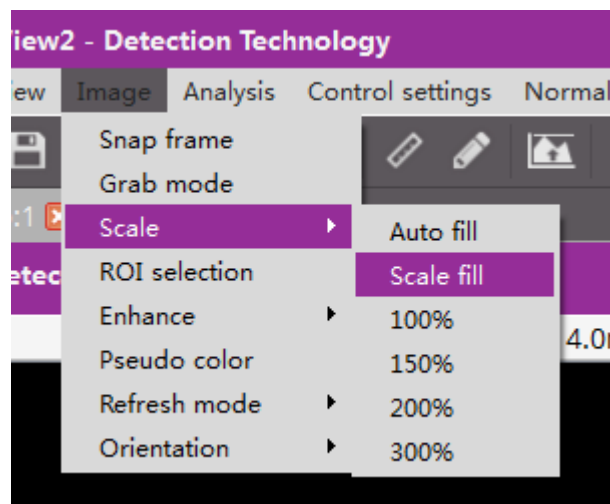 iew2 - Detection Technology
ew Image Analysis Control settings Normal
:1
Snap frame
Grab mode
Scale
ROI selection
Enhance
Pseudo color
Refresh mode
Orientation
etec
Auto fill
Scale fill
100%
150%
200%
300%
4.0